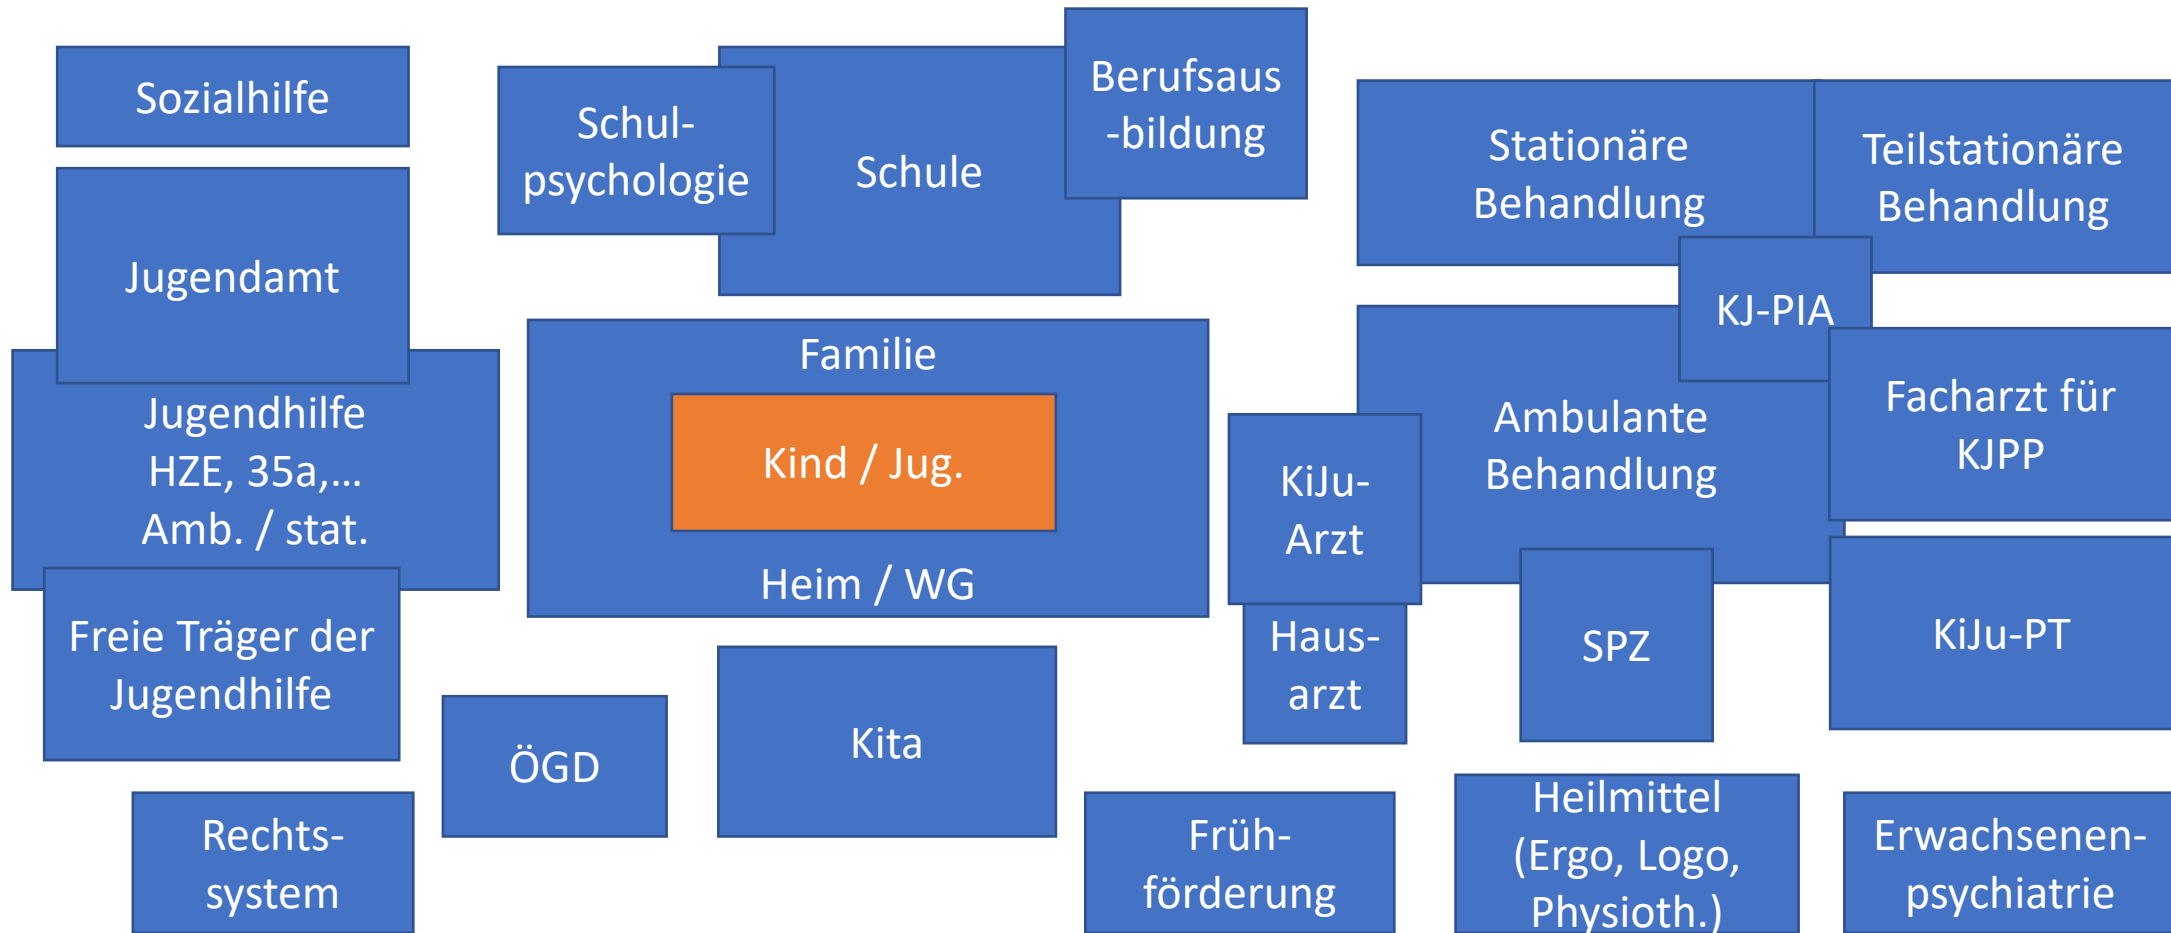 Sozialhilfe
Jugendamt
Jugendhilfe
HZE, 35a,...
Amb. / stat.
Freie Träger der
Jugendhilfe
Rechts-
system
ÖGD
Schul-
psychologie
Schule
Berufsaus
-bildung
Familie
Kind / Jug.
Heim / WG
Kita
Stationäre
Behandlung
Teilstationäre
Behandlung
KJ-PIA
Ambulante
Behandlung
Facharzt für
KJPP
KiJu-
Arzt
Haus-
arzt
SPZ
KiJu-PT
Früh-
förderung
Heilmittel
(Ergo, Logo,
Physioth.)
Erwachsenen-
psychiatrie